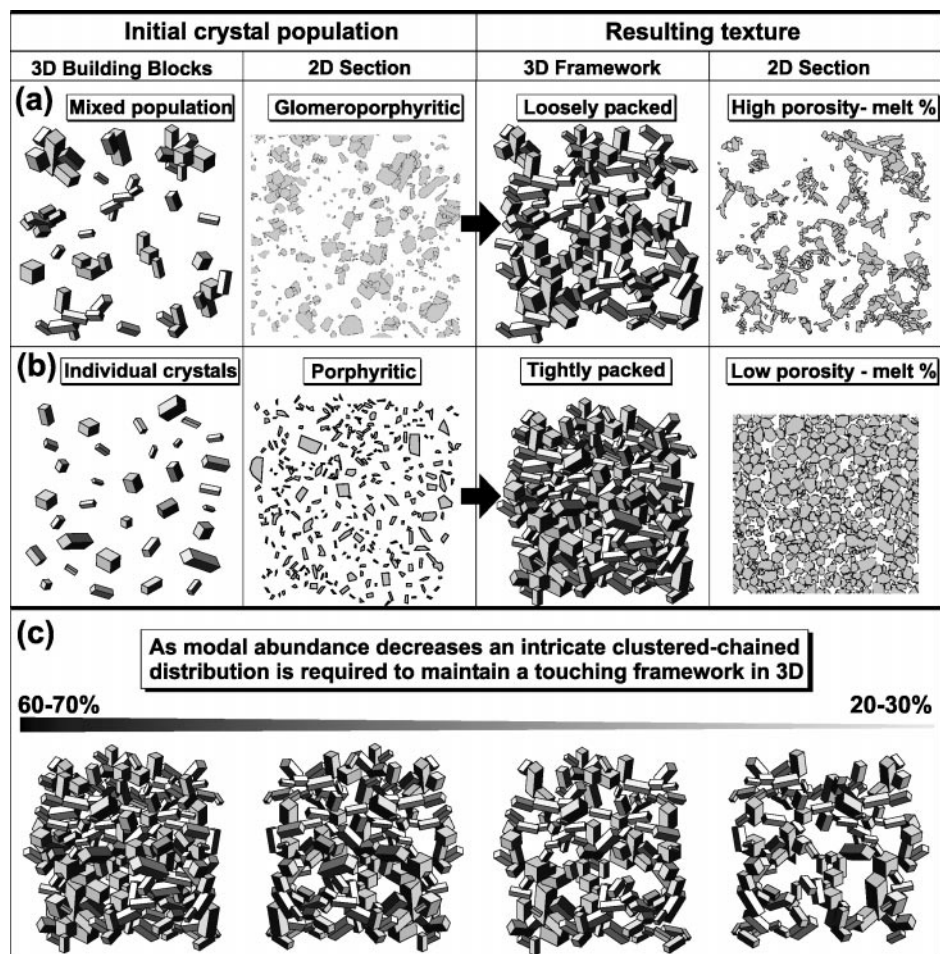 Initial crystal population
Resulting texture
3D Building Blocks
2D Section
3D Framework
2D Section
(a)
Mixed population
Glomeroporphyritic
Loosely packed
High porosity- melt %
(b)
Individual crystals
Porphyritic
Tightly packed
Low porosity - melt %
(c)
As modal abundance decreases an intricate clustered-chained
distribution is required to maintain a touching framework in 3D
60-70%
20-30%